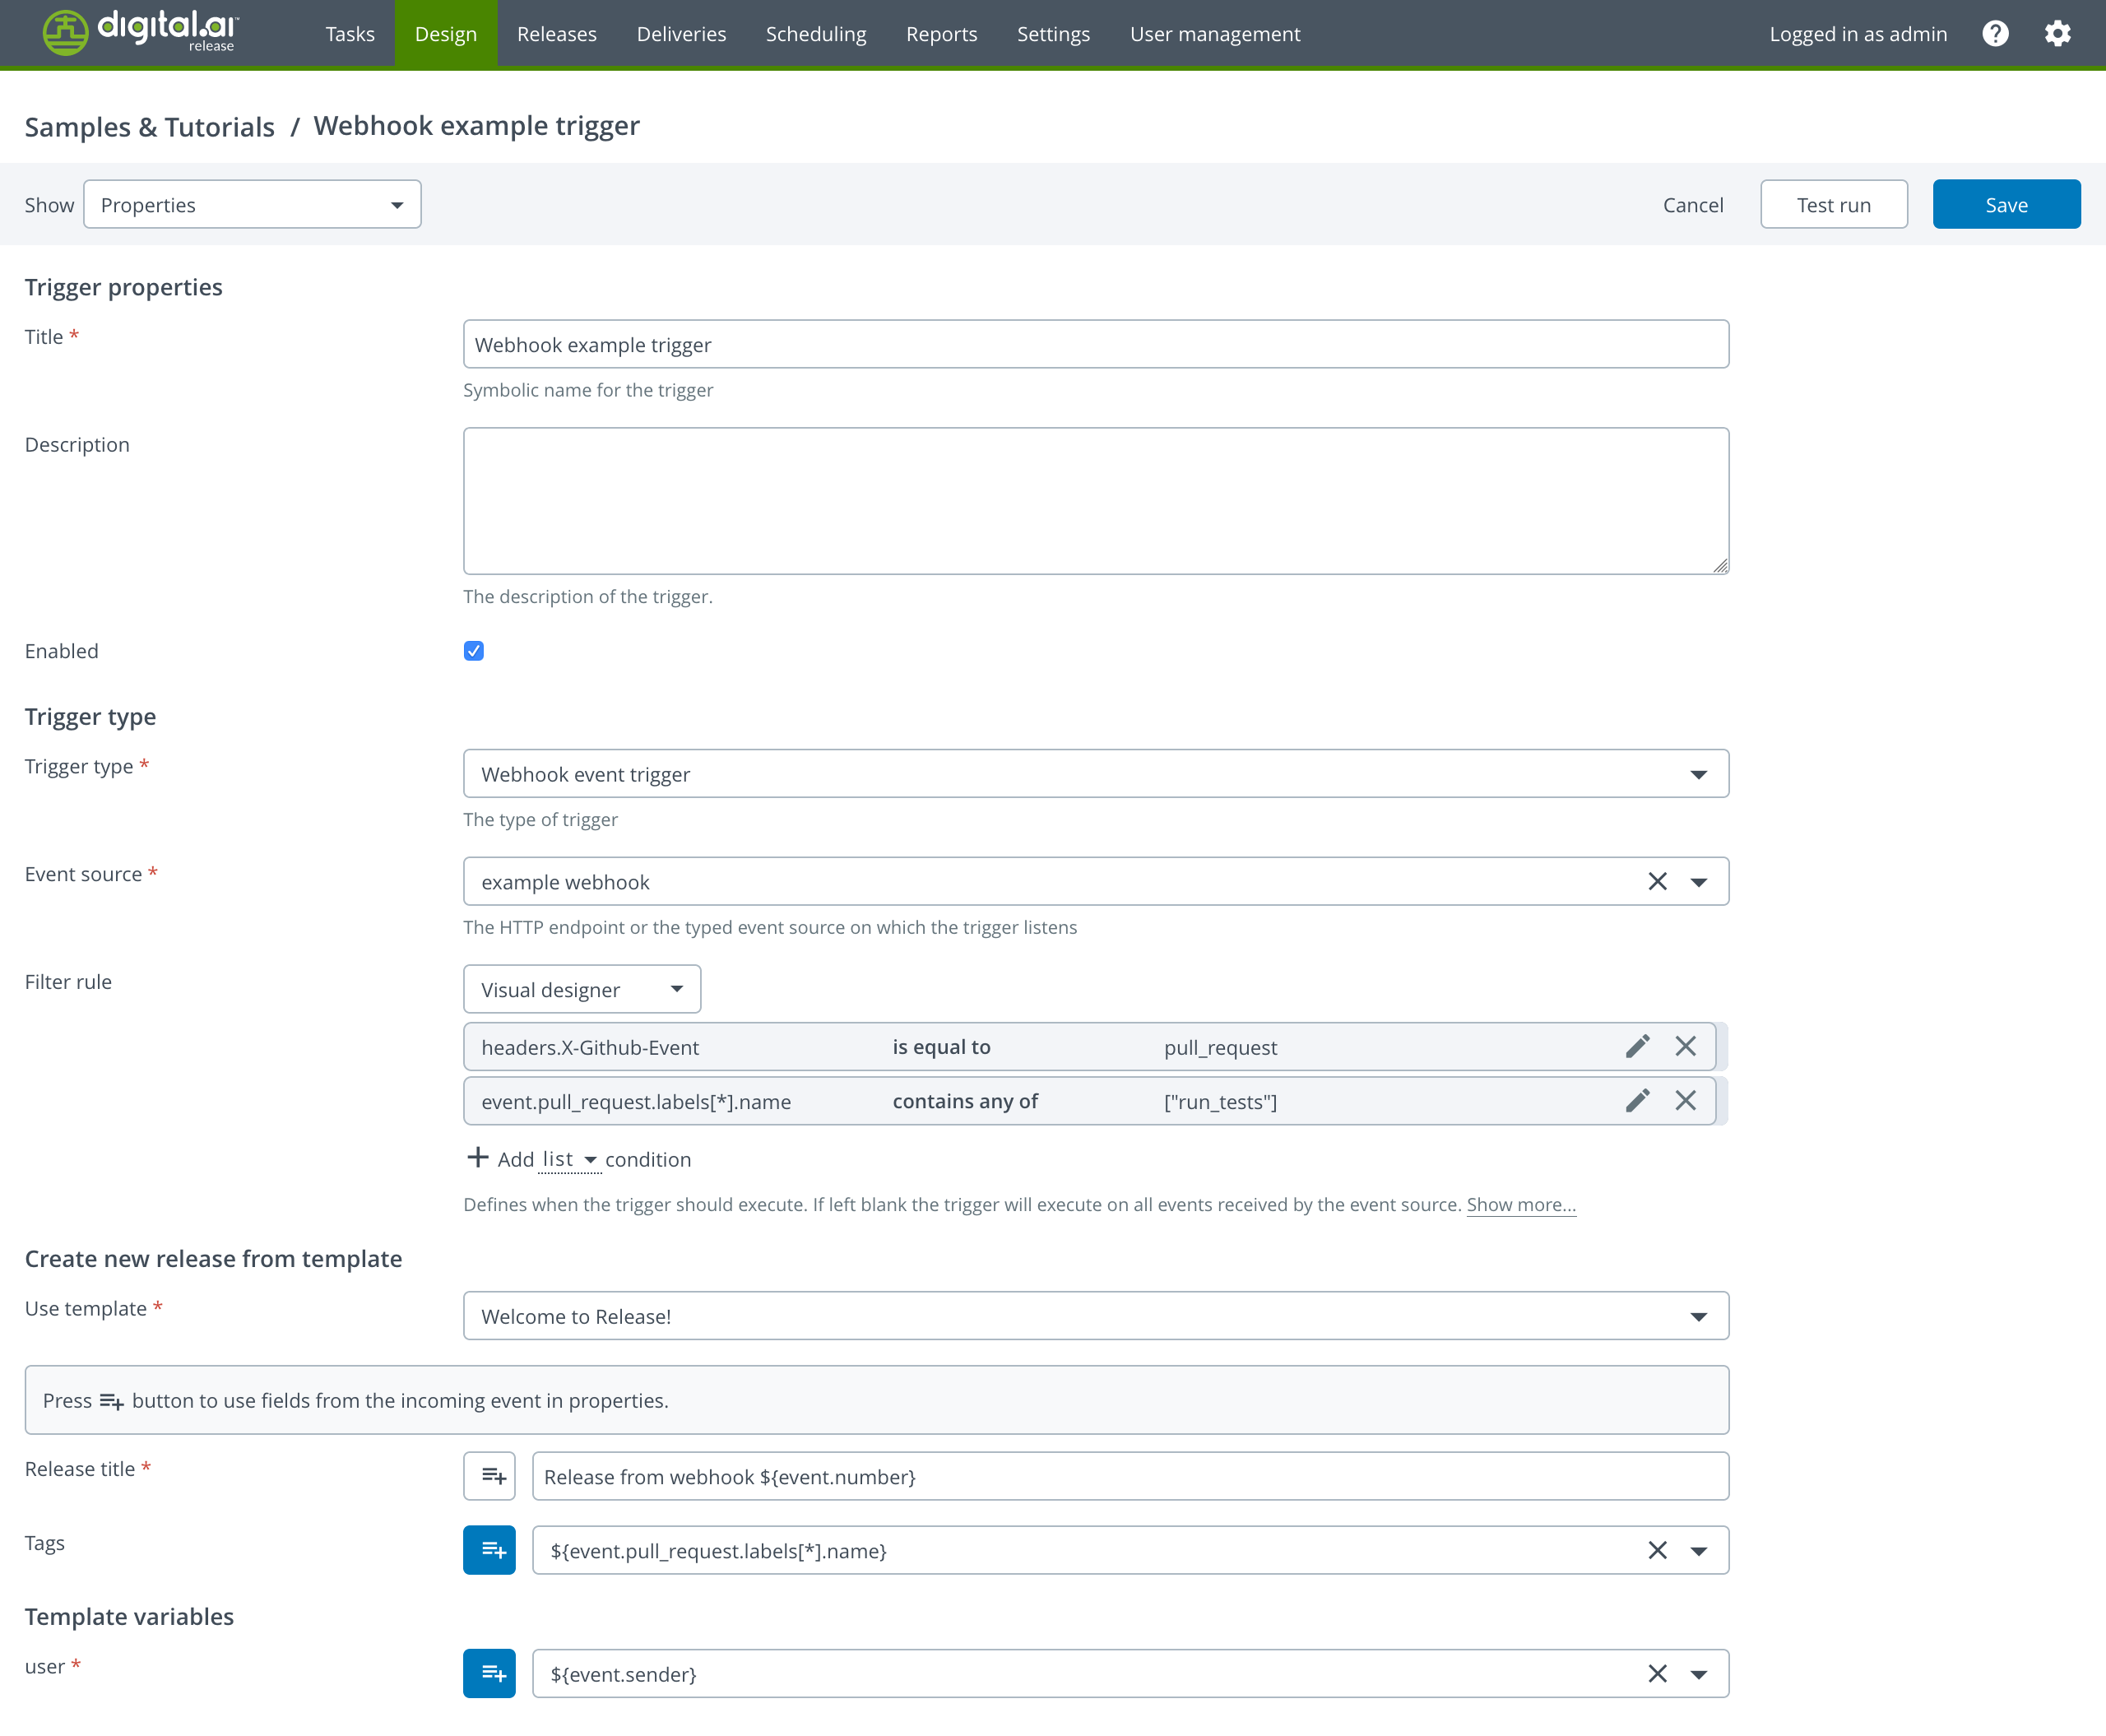 digital.ai™ Tasks Design Releases Deliveries Scheduling Reports Settings User management Logged in as admin ?
release
Samples & Tutorials / Webhook example trigger
Show Properties Cancel Test run Save
Trigger properties
Title * Webhook example trigger
Symbolic name for the trigger
Description
The description of the trigger.
Enabled
Trigger type
Trigger type * Webhook event trigger
The type of trigger
Event source * example webhook
The HTTP endpoint or the typed event source on which the trigger listens
Filter rule Visual designer
headers.X-Github-Event is equal to pull_request
event.pull_request.labels[*].name contains any of ["run_tests"]
Add list condition
Defines when the trigger should execute. If left blank the trigger will execute on all events received by the event source. Show more...
Create new release from template
Use template * Welcome to Release!
Press button to use fields from the incoming event in properties.
Release title * Release from webhook ${event.number}
Tags ${event.pull_request.labels[*].name}
Template variables
user * ${event.sender}